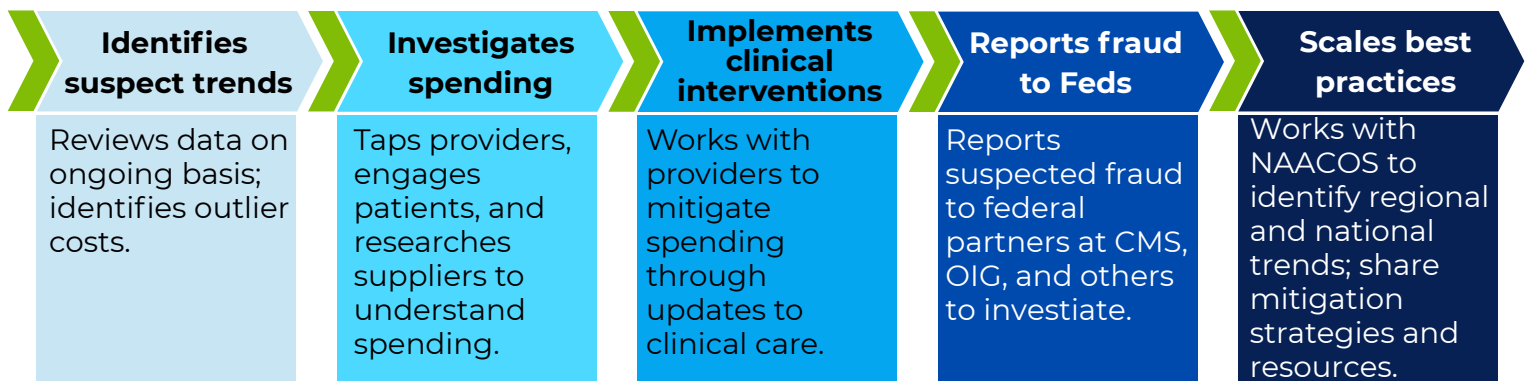 Identifies
suspect trends
Reviews data on
ongoing basis;
identifies outlier
costs.
Investigates
spending
Taps providers,
engages
patients, and
researches
suppliers to
understand
spending.
Implements
clinical
interventions
Works with
providers to
mitigate
spending
through
updates to
clinical care.
Reports fraud
to Feds
Reports
suspected fraud
to federal
partners at CMS,
OIG, and others
to investiate.
Scales best
practices
Works with
NAACOS to
identify regional
and national
trends; share
mitigation
strategies and
resources.